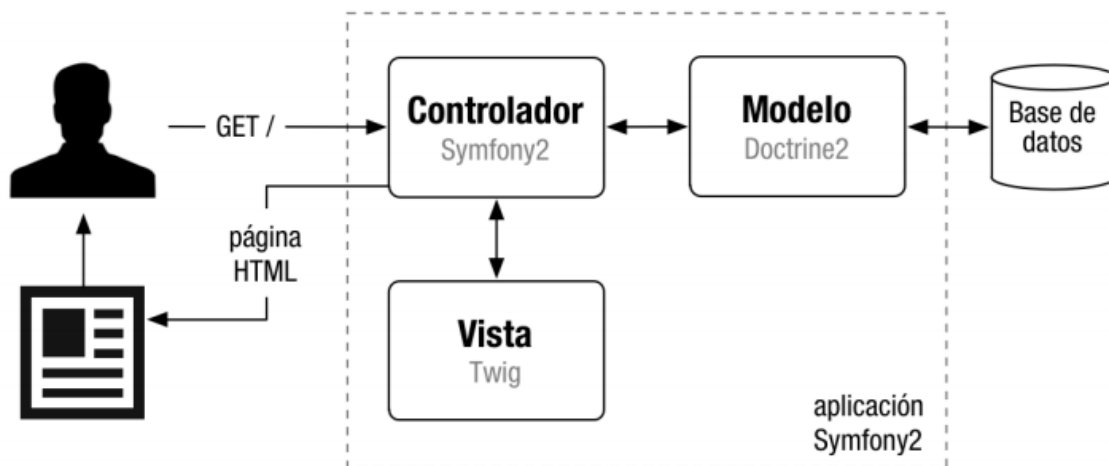 GET /
Controlador
Symfony2
Modelo
Doctrine2
Base de
datos
página
HTML
Vista
Twig
aplicación
Symfony2